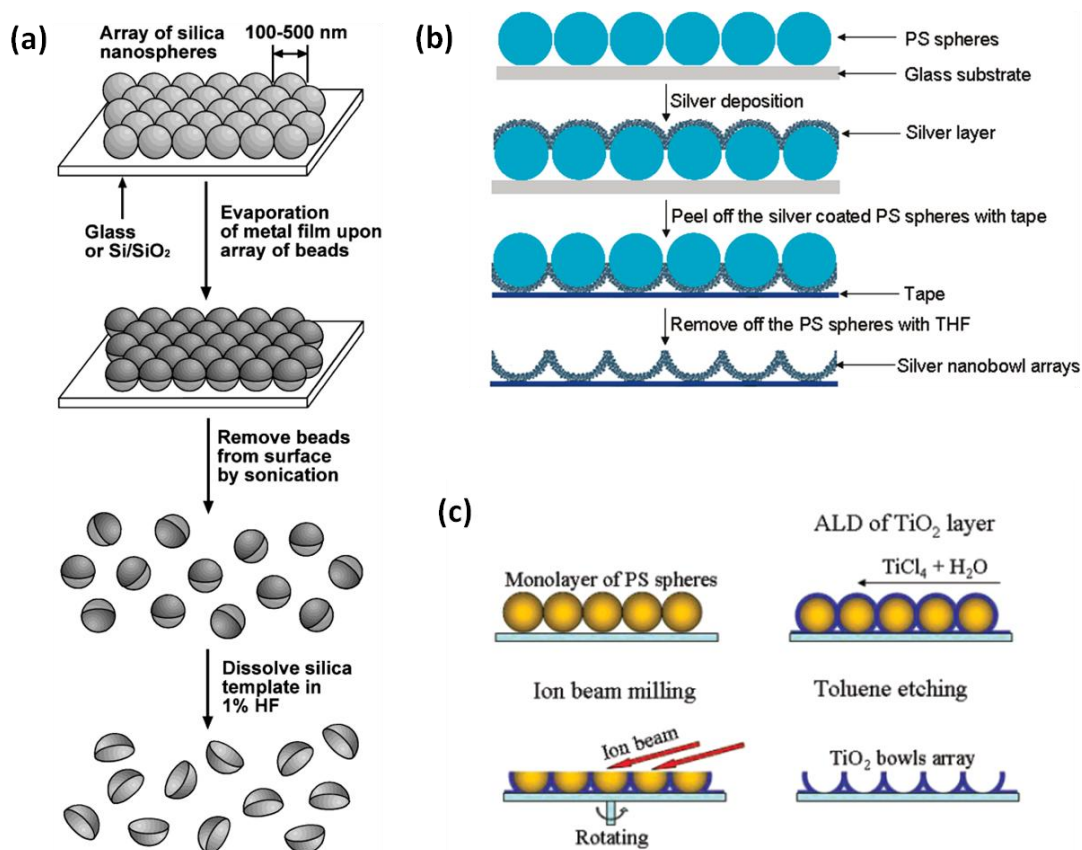 (a)
Array of silica
nanospheres
100-500 nm
Glass
or Si/SiO₂
Evaporation
of metal film upon
array of beads
Remove beads
from surface
by sonication
Dissolve silica
template in
1% HF
(b)
PS spheres
Glass substrate
Silver deposition
Silver layer
Peel off the silver coated PS spheres with tape
Tape
Remove off the PS spheres with THF
Silver nanobowl arrays
(c)
Monolayer of PS spheres
ALD of TiO₂ layer
TiCl₄ + H₂O
Ion beam milling
Ion beam
Rotating
Toluene etching
TiO₂ bowls array